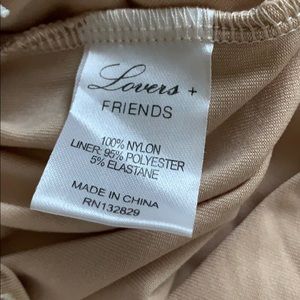 Lovers +
FRIENDS
100% NYLON
LINER: 95% POLYESTER
5% ELASTANE
MADE IN CHINA
RN132829